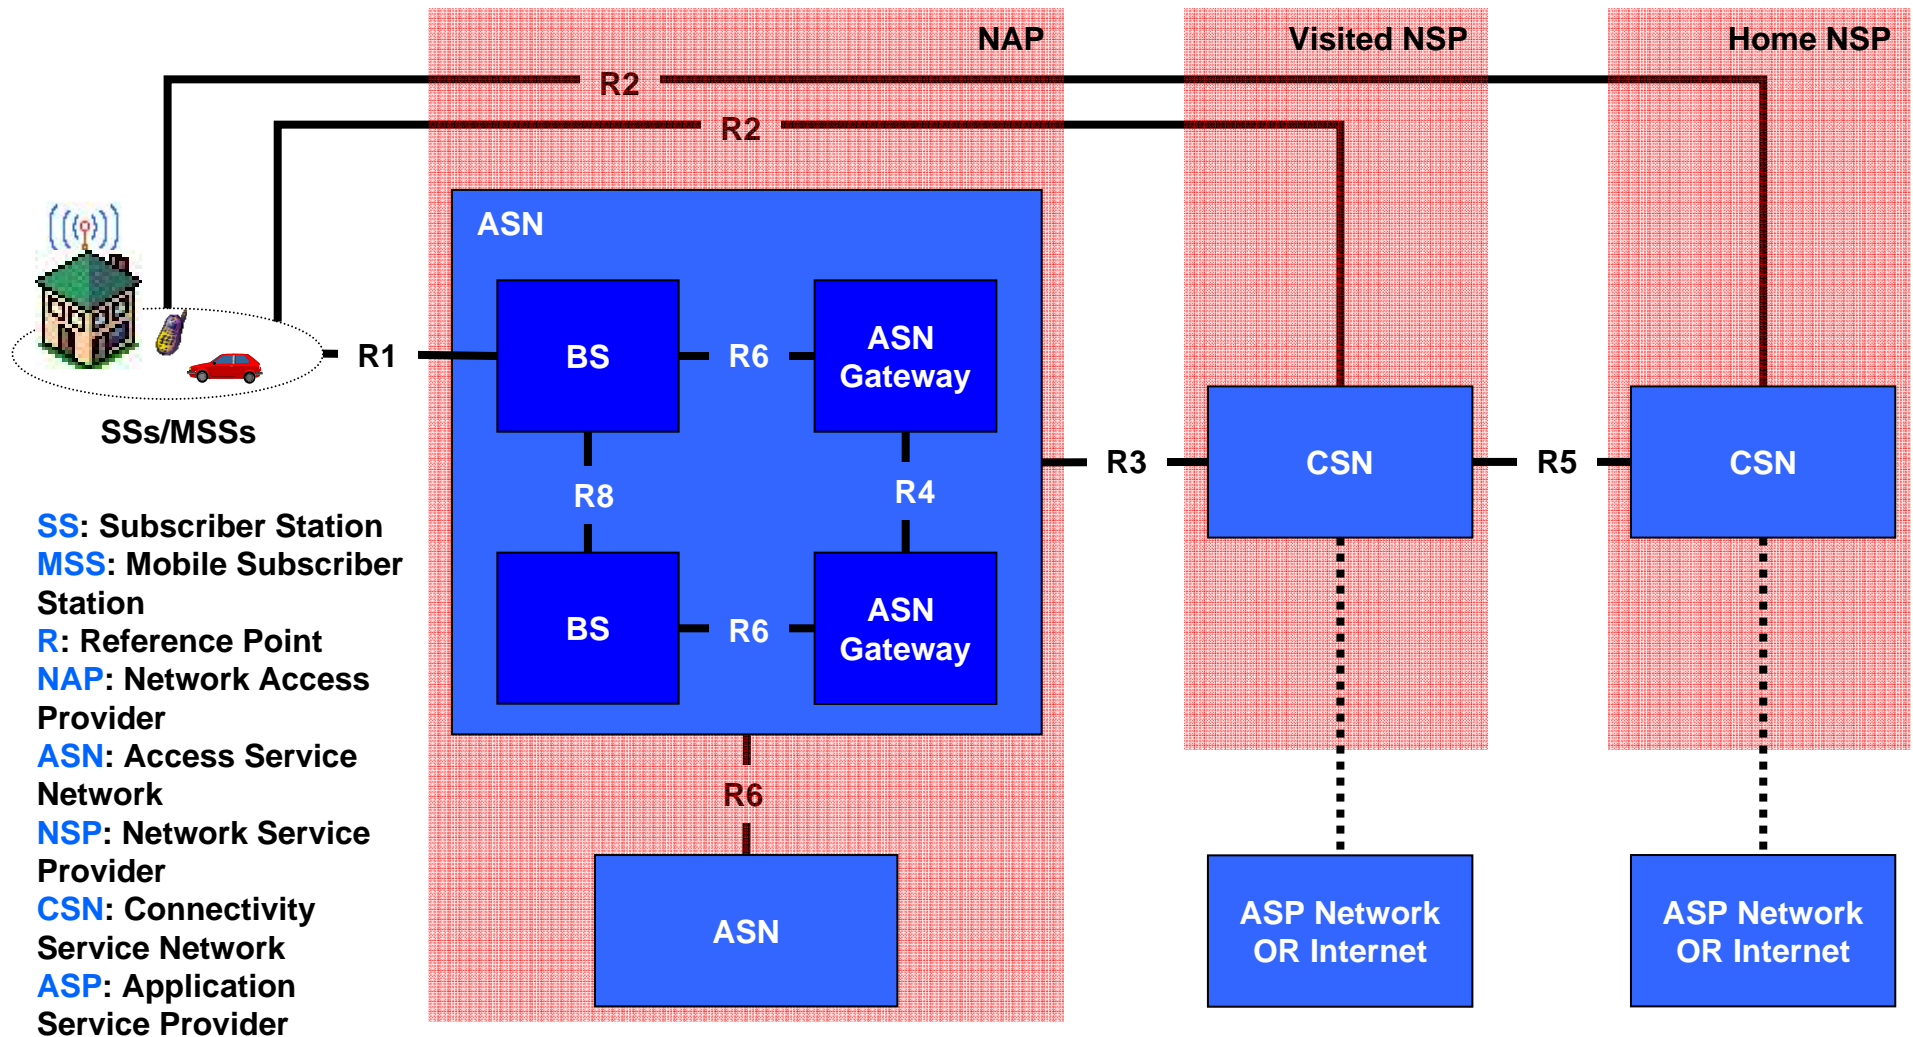 NAP
Visited NSP
Home NSP
R2
R2
ASN
BS
R6
ASN
Gateway
R1
SSs/MSSs
R8
R4
R3
CSN
R5
CSN
BS
R6
ASN
Gateway
R6
ASN
ASP Network
OR Internet
ASP Network
OR Internet
SS: Subscriber Station
MSS: Mobile Subscriber
Station
R: Reference Point
NAP: Network Access
Provider
ASN: Access Service
Network
NSP: Network Service
Provider
CSN: Connectivity
Service Network
ASP: Application
Service Provider